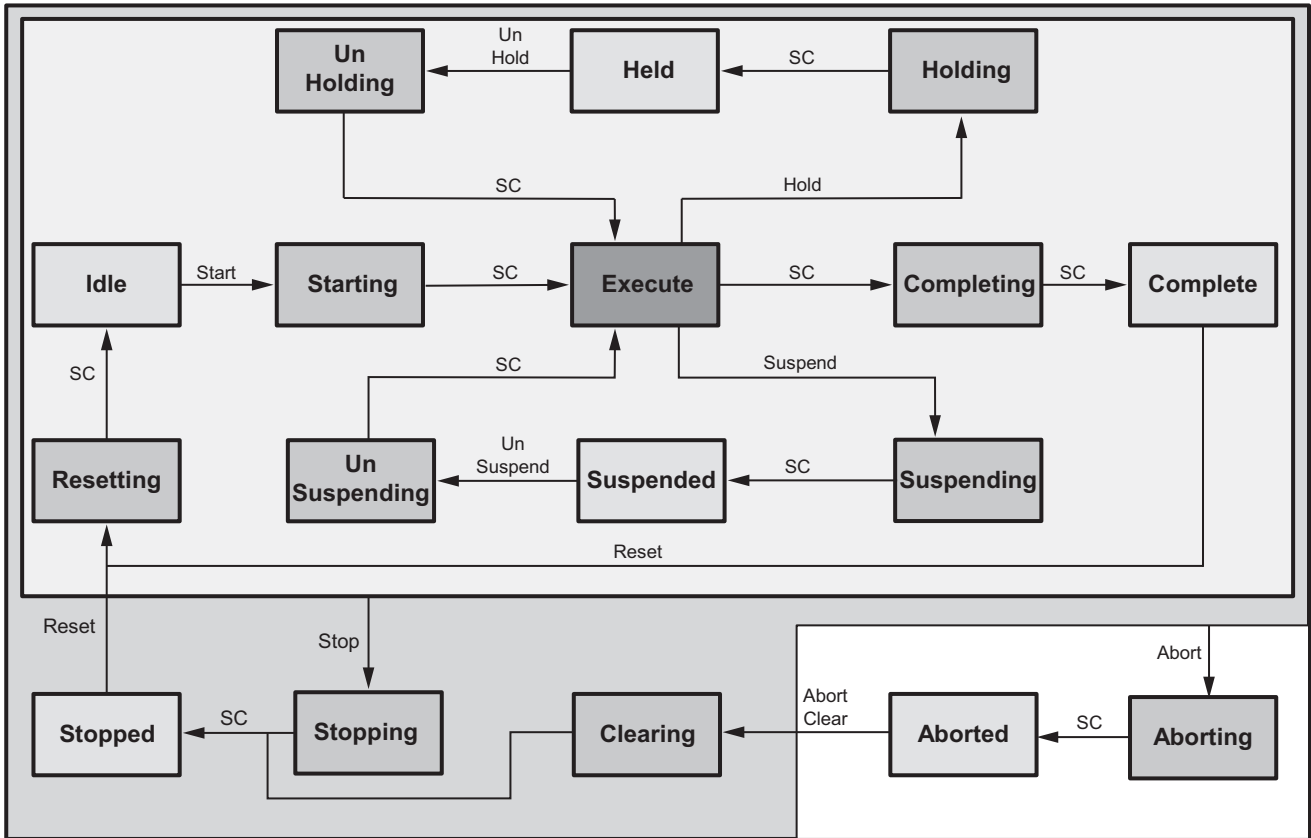 Un
Holding
Un
Hold
Held
SC
Holding
SC
Hold
Idle
Start
Starting
SC
Execute
SC
Completing
SC
Complete
SC
SC
Suspend
Resetting
Un
Suspending
Un
Suspend
Suspended
SC
Suspending
Reset
Reset
Stop
Abort
Stopped
SC
Stopping
Clearing
Abort
Clear
Aborted
SC
Aborting